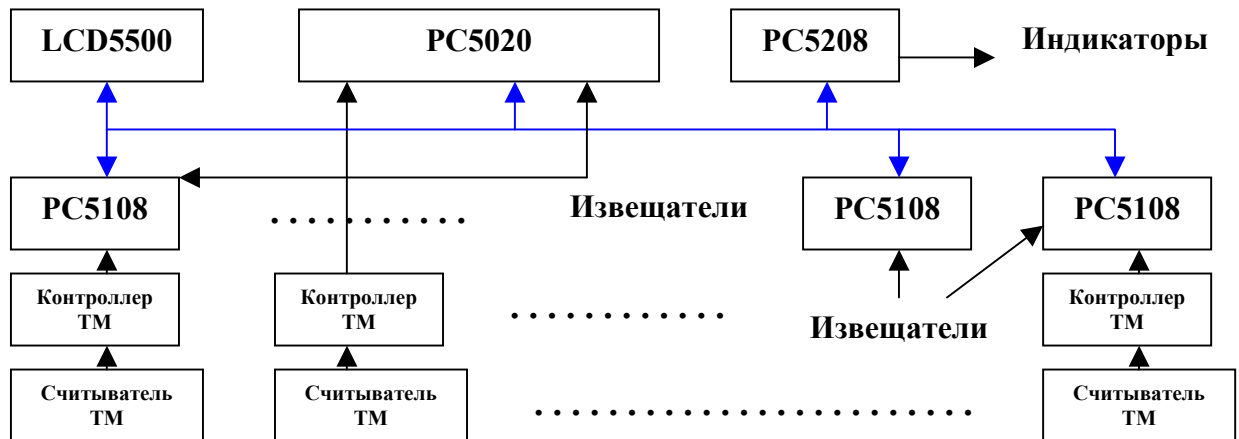 LCD5500
PC5020
PC5208
Индикаторы
PC5108
Извещатели
PC5108
PC5108
. . . . . . . . . . .
Контроллер
ТМ
Контроллер
ТМ
. . . . . . . . . . . .
Извещатели
Контроллер
ТМ
Считыватель
ТМ
Считыватель
ТМ
. . . . . . . . . . . . . . . . . . . . . . . .
Считыватель
ТМ